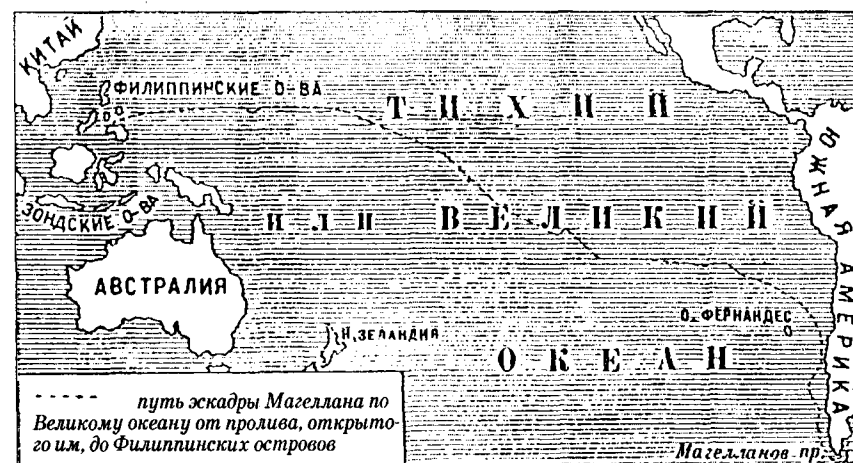 КИТАЙ
ФИЛИППИНСКИЕ О-ВА
ТИХИЙ
ЗОНДСКИЕ О-ВА
ИЛИ ВЕЛИКИЙ
ЮЖНАЯ АМЕРИКА
АВСТРАЛИЯ
О. ФЕРНАНДЕС
Н. ЗЕЛАНДИЯ
ОКЕАН
----- путь эскадры Магеллана по
Великому океану от пролива, открыто-
го им, до Филиппинских островов
Магелланов пр.